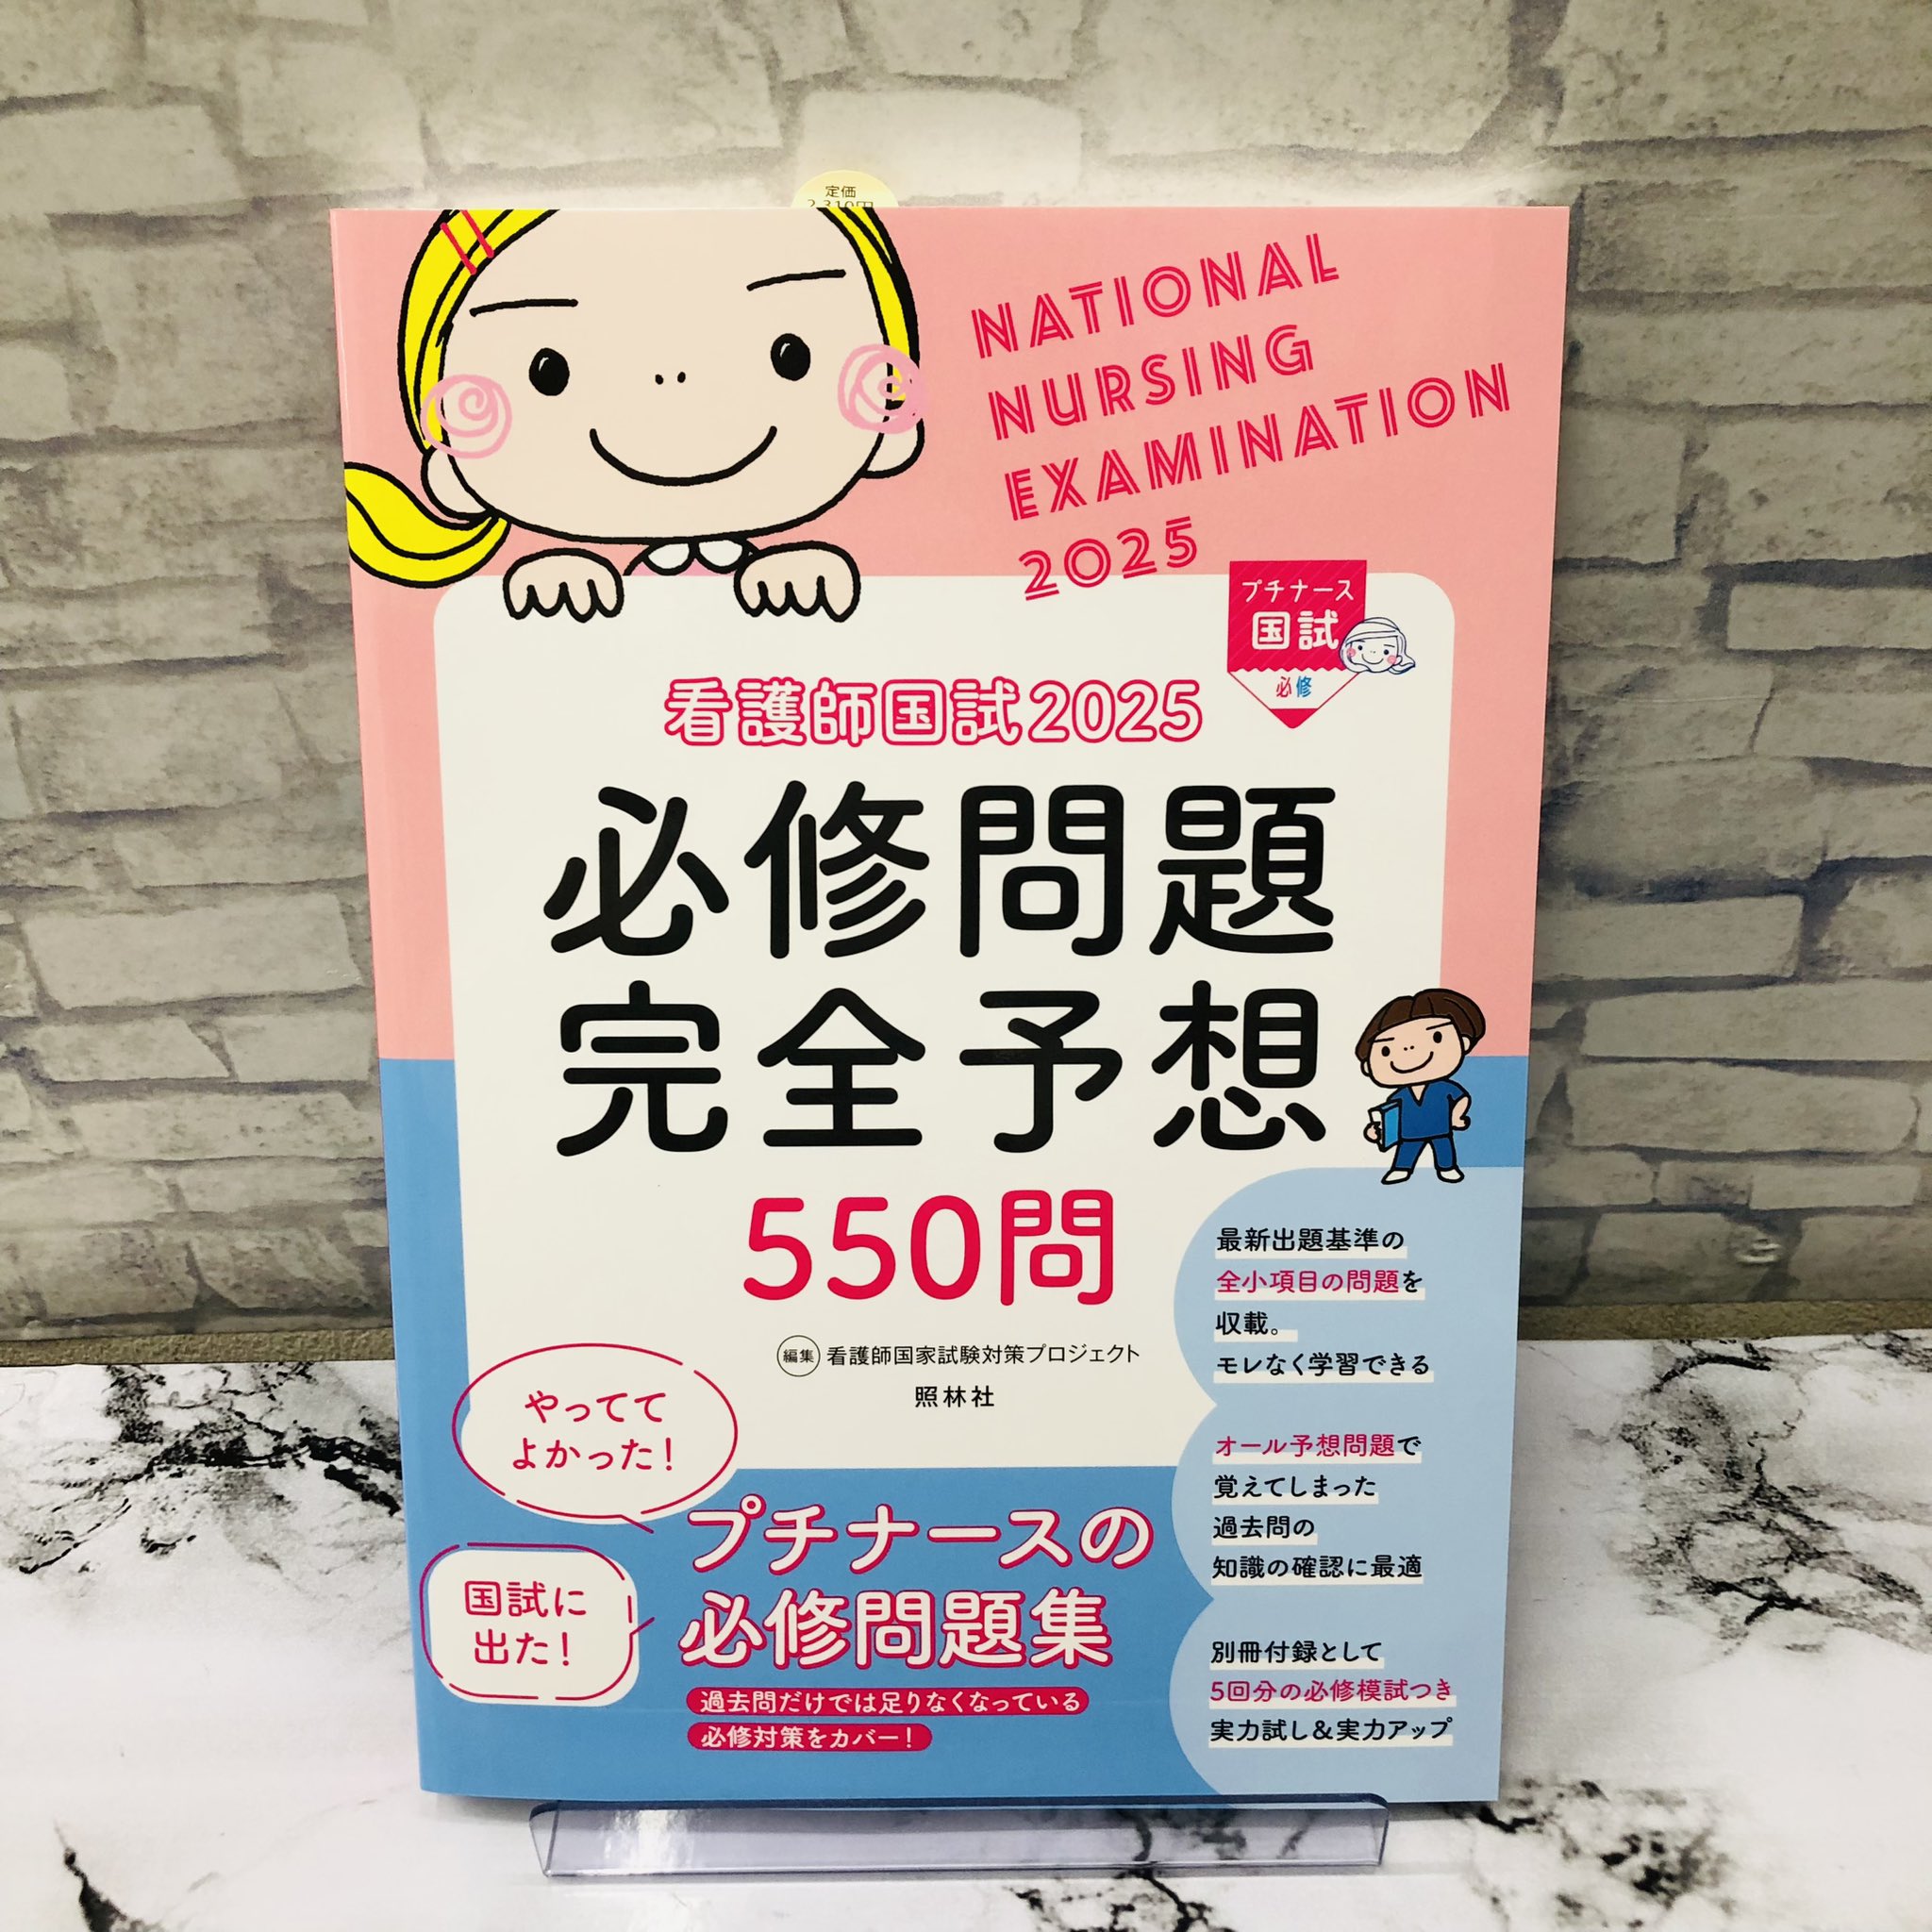 定価
2,310円
NATIONAL
NURSING
EXAMINATION
2025
プチナース
国試
必修
看護師国試2025
必修問題
完全予想
550問
編集 看護師国家試験対策プロジェクト
照林社
最新出題基準の
全小項目の問題を
収載。
モレなく学習できる
オール予想問題で
覚えてしまった
過去問の
知識の確認に最適
別冊付録として
5回分の必修模試つき
実力試し&実力アップ
やってて
よかった!
国試に
出た!
プチナースの
必修問題集
過去問だけでは足りなくなっている
必修対策をカバー!